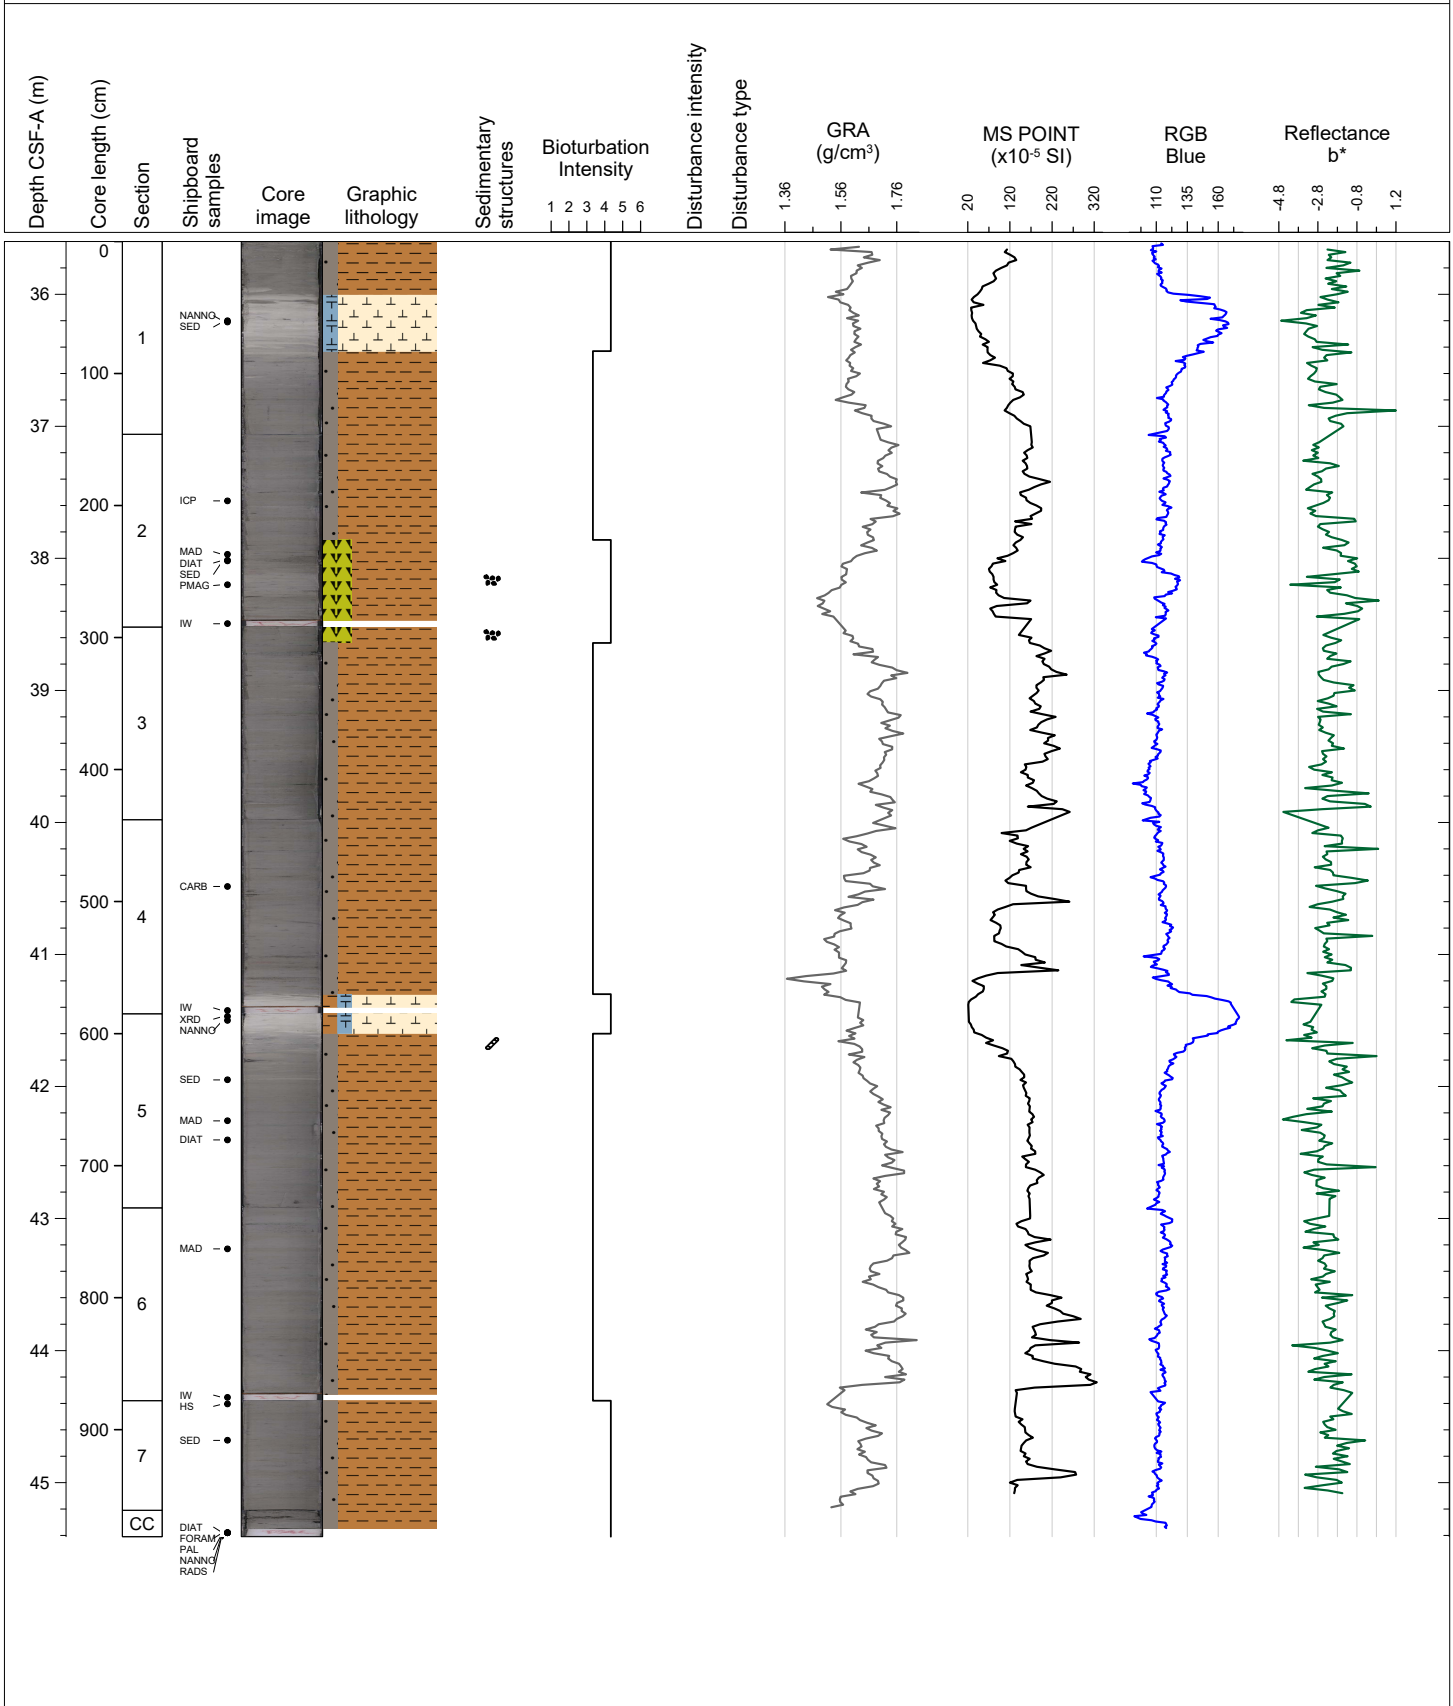 Depth CSF-A (m)
Core length (cm)
Section
Shipboard
samples
Core
image
Graphic
lithology
Sedimentary
structures
Bioturbation
Intensity
1 2 3 4 5 6
Disturbance intensity
Disturbance type
GRA
(g/cm³)
1.36 1.56 1.76
MS POINT
(x10⁻⁵ SI)
20 120 220 320
RGB
Blue
110 135 160
Reflectance
b*
-4.8 -2.8 -0.8 1.2
36
37
38
39
40
41
42
43
44
45
0
100
200
300
400
500
600
700
800
900
1
2
3
4
5
6
7
CC
NANNO
SED
ICP
MAD
DIAT
SED
PMAG
IW
CARB
IW
XRD
NANNO
SED
MAD
DIAT
MAD
IW
HS
SED
DIAT
FORAM
PAL
NANNO
RADS